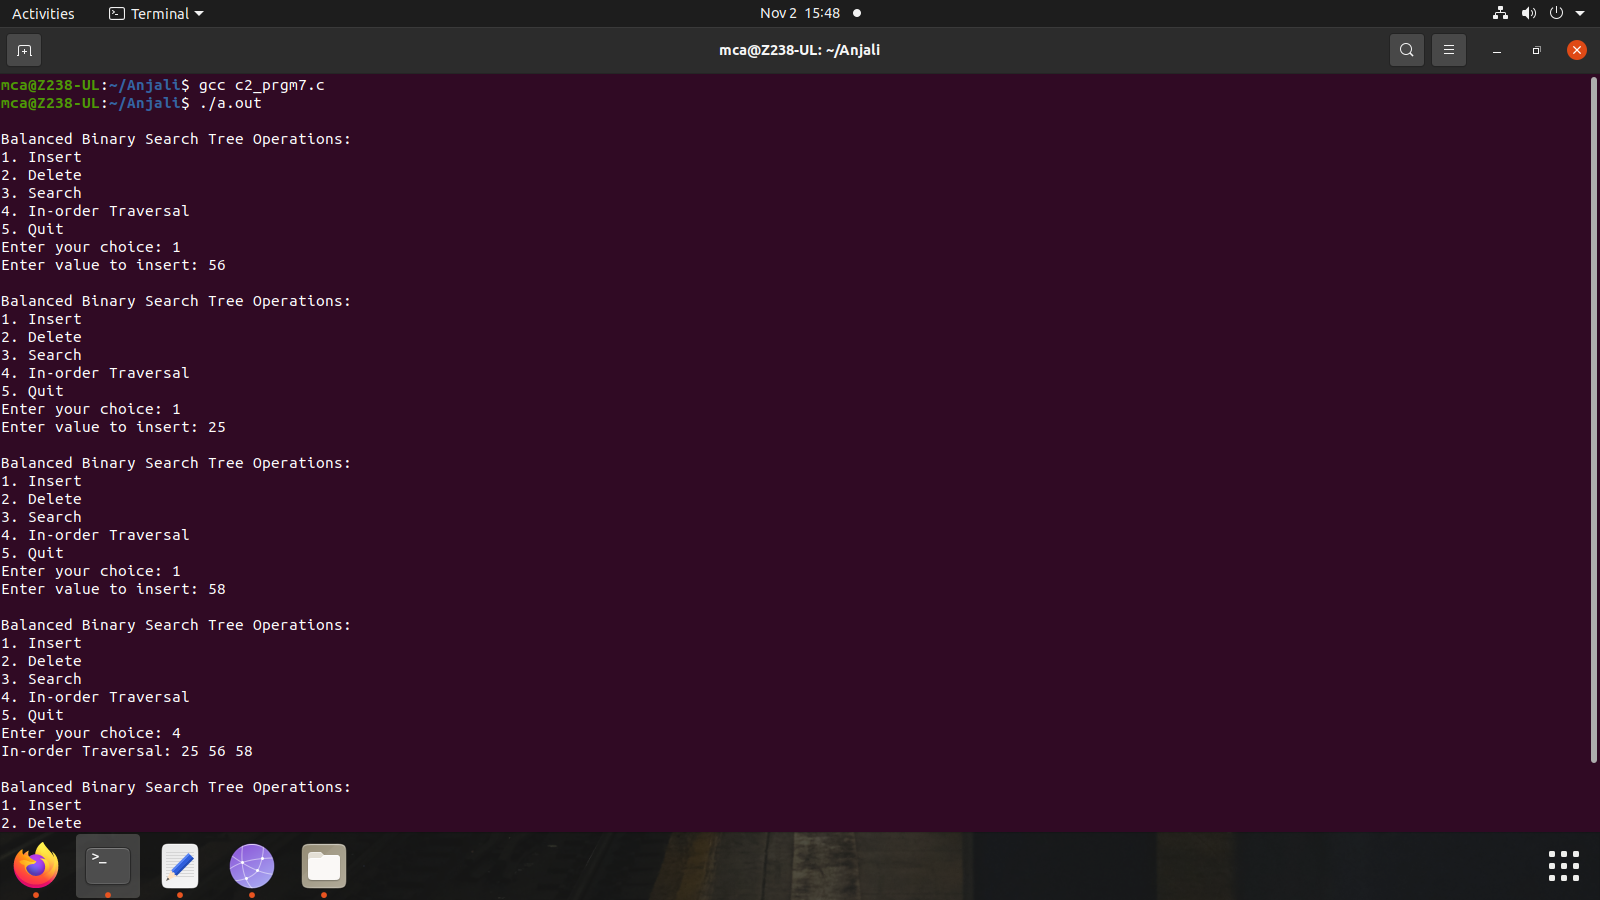 Activities
Terminal
Nov 2 15:48
mca@Z238-UL: ~/Anjali
mca@Z238-UL:~/Anjali$ gcc c2_prgm7.c
mca@Z238-UL:~/Anjali$ ./a.out
Balanced Binary Search Tree Operations:
1. Insert
2. Delete
3. Search
4. In-order Traversal
5. Quit
Enter your choice: 1
Enter value to insert: 56
Balanced Binary Search Tree Operations:
1. Insert
2. Delete
3. Search
4. In-order Traversal
5. Quit
Enter your choice: 1
Enter value to insert: 25
Balanced Binary Search Tree Operations:
1. Insert
2. Delete
3. Search
4. In-order Traversal
5. Quit
Enter your choice: 1
Enter value to insert: 58
Balanced Binary Search Tree Operations:
1. Insert
2. Delete
3. Search
4. In-order Traversal
5. Quit
Enter your choice: 4
In-order Traversal: 25 56 58
Balanced Binary Search Tree Operations:
1. Insert
2. Delete